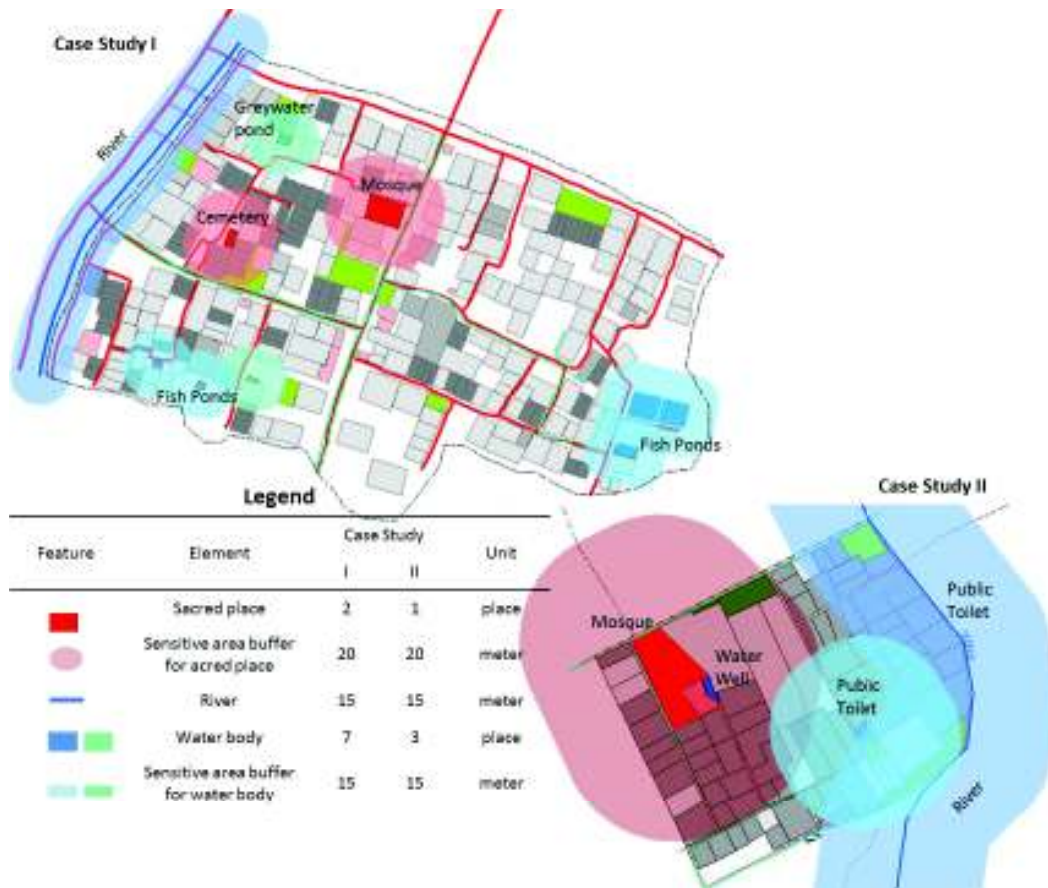 Case Study I
River
Greywater
pond
Mosque
Cemetery
Fish Ponds
Fish Ponds
Legend
Feature Element Case Study Unit
I II
Sacred place 2 1 place
Sensitive area buffer
for acred place 20 20 meter
River 15 15 meter
Water body 7 3 place
Sensitive area buffer
for water body 15 15 meter
Case Study II
Public
Toilet
Mosque
Water
Well
Pubic
Toilet
River